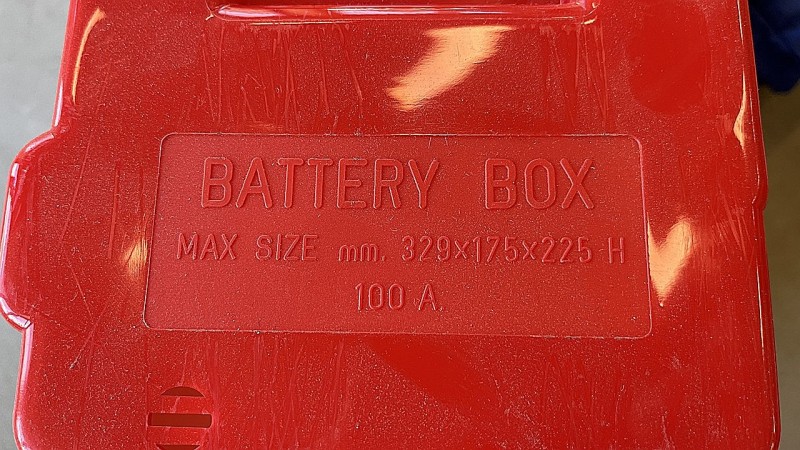 BATTERY BOX
MAX SIZE mm. 329×175×225 H
100 A.